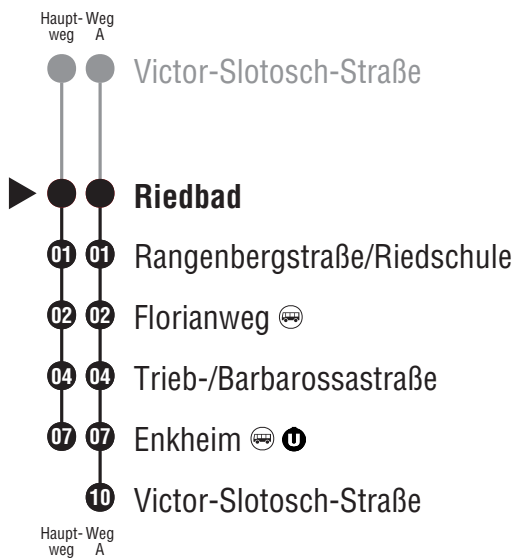 Haupt- Weg
weg A
Victor-Slotosch-Straße
Riedbad
01 01 Rangenbergstraße/Riedschule
02 02 Florianweg
04 04 Trieb-/Barbarossastraße
07 07 Enkheim U
10 Victor-Slotosch-Straße
Haupt- Weg
weg A